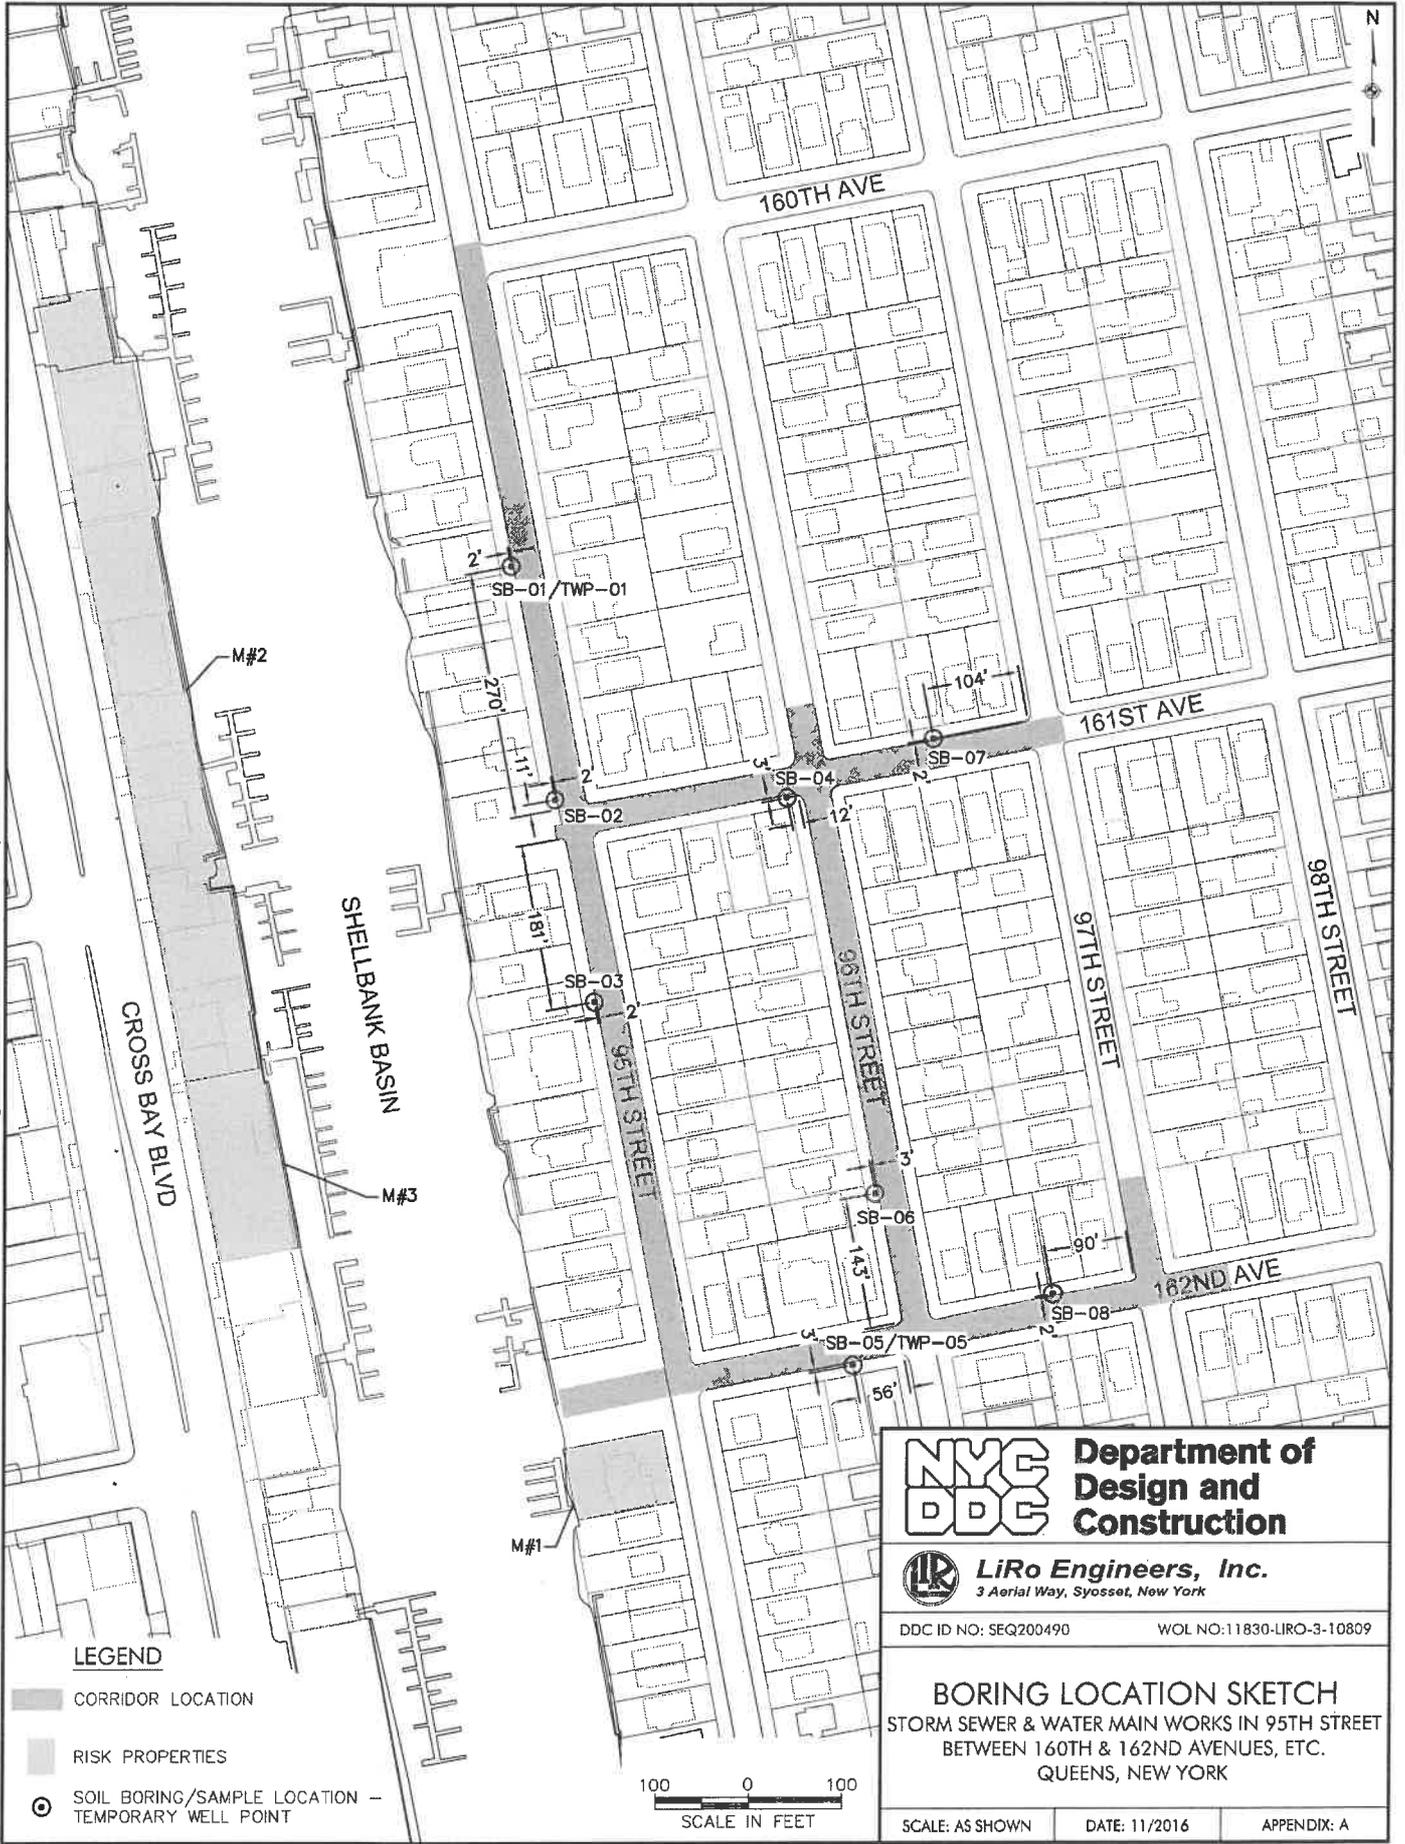 N
160TH AVE
2'
SB-01/TWP-01
M#2
270'
104'
161ST AVE
11'
2'
3'
SB-04
SB-07
2'
SB-02
12'
98TH STREET
SHELLBANK BASIN
181'
97TH STREET
96TH STREET
SB-03
2'
CROSS BAY BLVD
95TH STREET
3'
M#3
SB-06
143'
90'
162ND AVE
SB-08
2'
3'
SB-05/TWP-05
56'
M#1
NYC
DDC
Department of
Design and
Construction
LiRo Engineers, Inc.
3 Aerial Way, Syosset, New York
DDC ID NO: SEQ200490
WOL NO:11830-LIRO-3-10809
BORING LOCATION SKETCH
STORM SEWER & WATER MAIN WORKS IN 95TH STREET
BETWEEN 160TH & 162ND AVENUES, ETC.
QUEENS, NEW YORK
SCALE: AS SHOWN
DATE: 11/2016
APPENDIX: A
LEGEND
CORRIDOR LOCATION
RISK PROPERTIES
SOIL BORING/SAMPLE LOCATION –
TEMPORARY WELL POINT
100 0 100
SCALE IN FEET